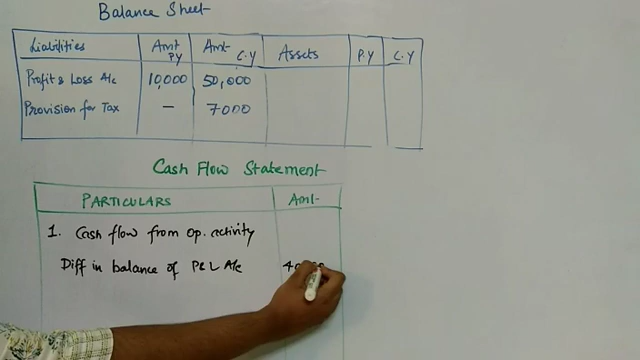 Balance Sheet
Liabilities Amt PY Amt C.Y Assets P.Y C.Y
Profit & Loss A/c 10,000 50,000
Provision for Tax — 7000
Cash Flow Statement
PARTICULARS Amt
1. Cash flow from op. activity
Diff in balance of P&L A/c